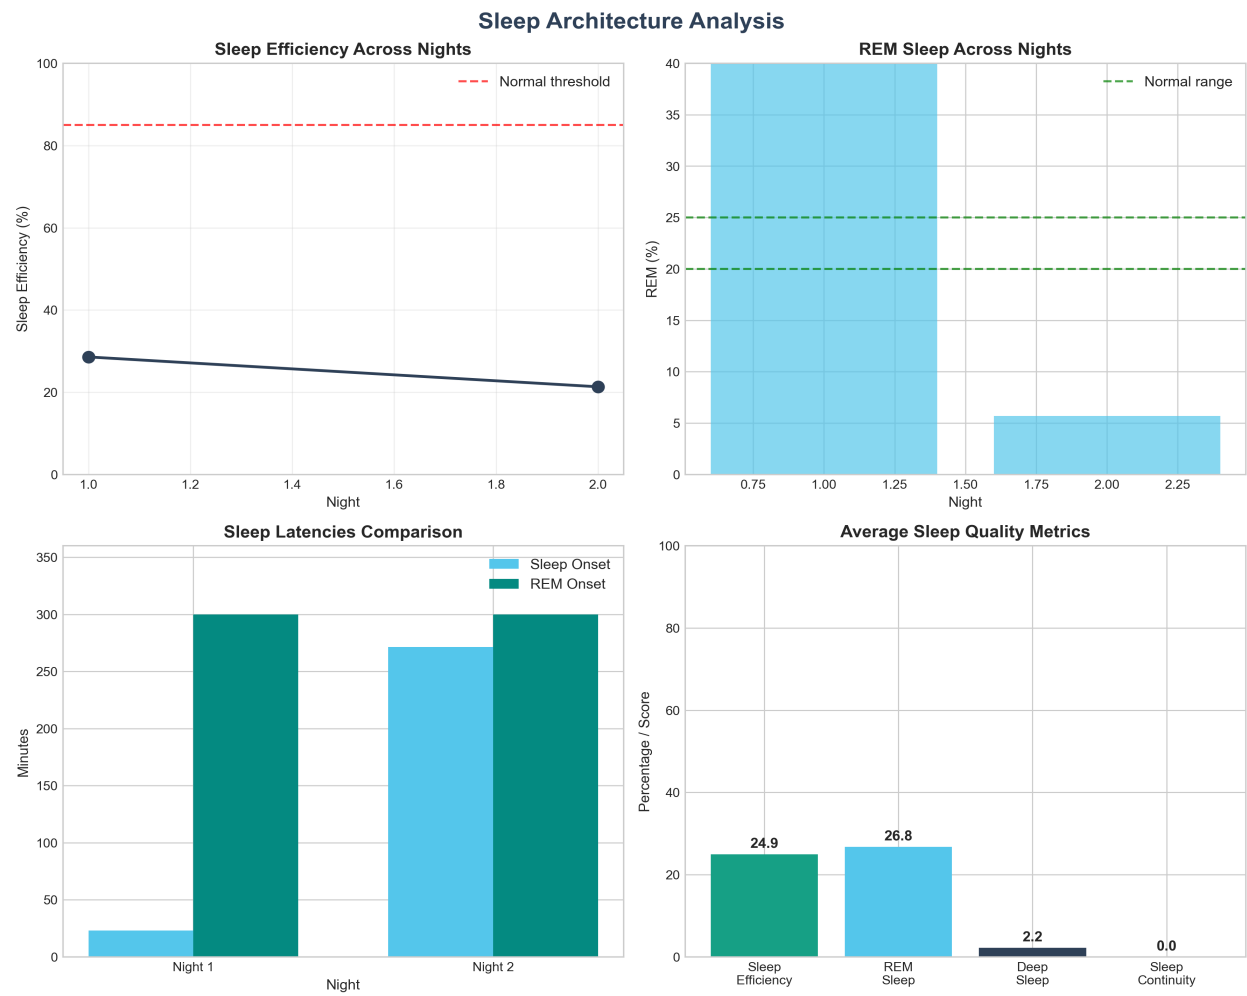 Sleep Architecture Analysis
Sleep Efficiency Across Nights
Normal threshold
100
80
60
40
20
0
Sleep Efficiency (%)
1.0 1.2 1.4 1.6 1.8 2.0
Night
REM Sleep Across Nights
Normal range
40
35
30
25
20
15
10
5
0
REM (%)
0.75 1.00 1.25 1.50 1.75 2.00 2.25
Night
Sleep Latencies Comparison
Sleep Onset
REM Onset
350
300
250
200
150
100
50
0
Minutes
Night 1 Night 2
Night
Average Sleep Quality Metrics
100
80
60
40
20
0
Percentage / Score
24.9 26.8 2.2 0.0
Sleep REM Deep Sleep
Efficiency Sleep Sleep Continuity